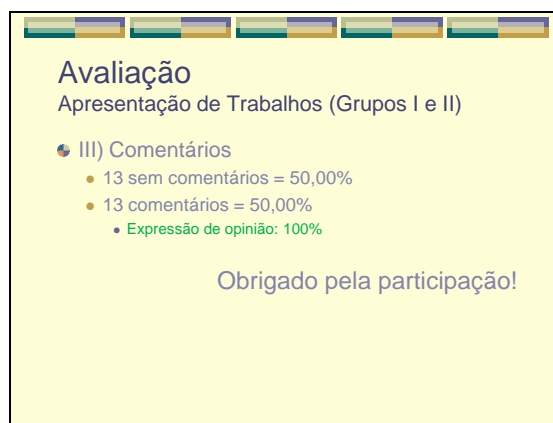 Avaliação
Apresentação de Trabalhos (Grupos I e II)
III) Comentários
13 sem comentários = 50,00%
13 comentários = 50,00%
Expressão de opinião: 100%
Obrigado pela participação!